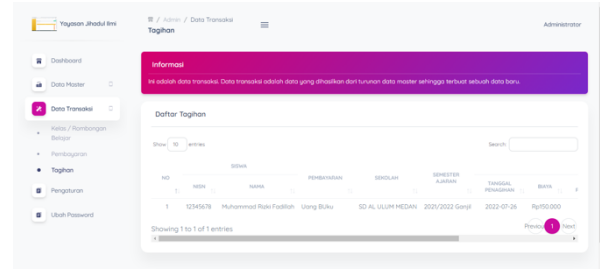 Yayasan Jihadul Ilmi
/ Admin / Data Transaksi
Tagihan
Administrator
Dashboard
Data Master
Data Transaksi
Kelas / Rombongan
Belajar
Pembayaran
Tagihan
Pengaturan
Ubah Password
Informasi
Ini adalah data transaksi. Data transaksi adalah data yang dihasilkan dari turunan data master sehingga terbuat sebuah data baru.
Daftar Tagihan
Show 10 entries
Search:
SISWA
NO NISN NAMA PEMBAYARAN SEKOLAH SEMESTER AJARAN TANGGAL PENAGIHAN BIAYA
1 12345678 Muhammad Rizki Fadillah Uang BUku SD AL ULUM MEDAN 2021/2022 Ganjil 2022-07-26 Rp150.000
Showing 1 to 1 of 1 entries
Previous 1 Next